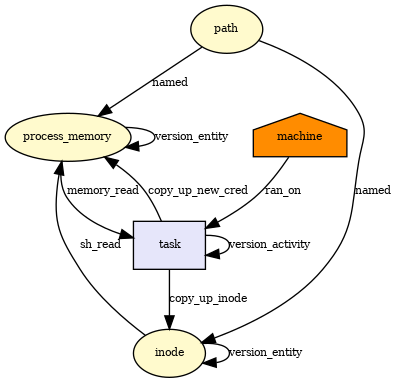 path
named
process_memory
version_entity
machine
memory_read
copy_up_new_cred
ran_on
named
sh_read
task
version_activity
copy_up_inode
inode
version_entity